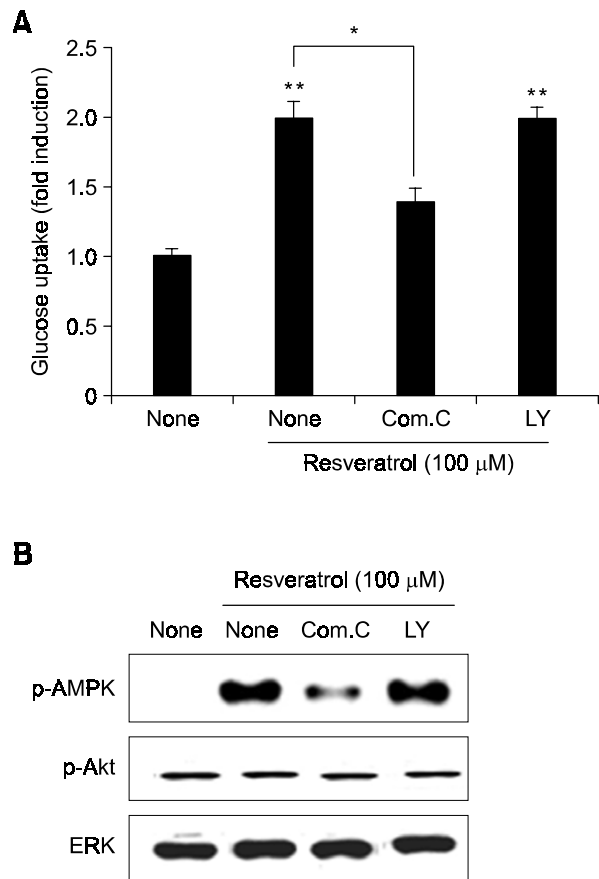 A
Glucose uptake (fold induction)
2.5
2.0
1.5
1.0
0.5
0
*
**
**
None None Com.C LY
Resveratrol (100 μM)
B
Resveratrol (100 μM)
None None Com.C LY
p-AMPK
p-Akt
ERK